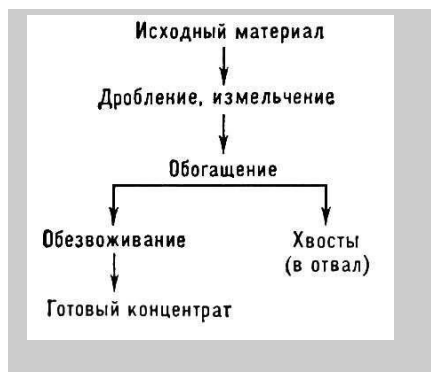 Исходный материал
Дробление, измельчение
Обогащение
Обезвоживание
Хвосты
(в отвал)
Готовый концентрат